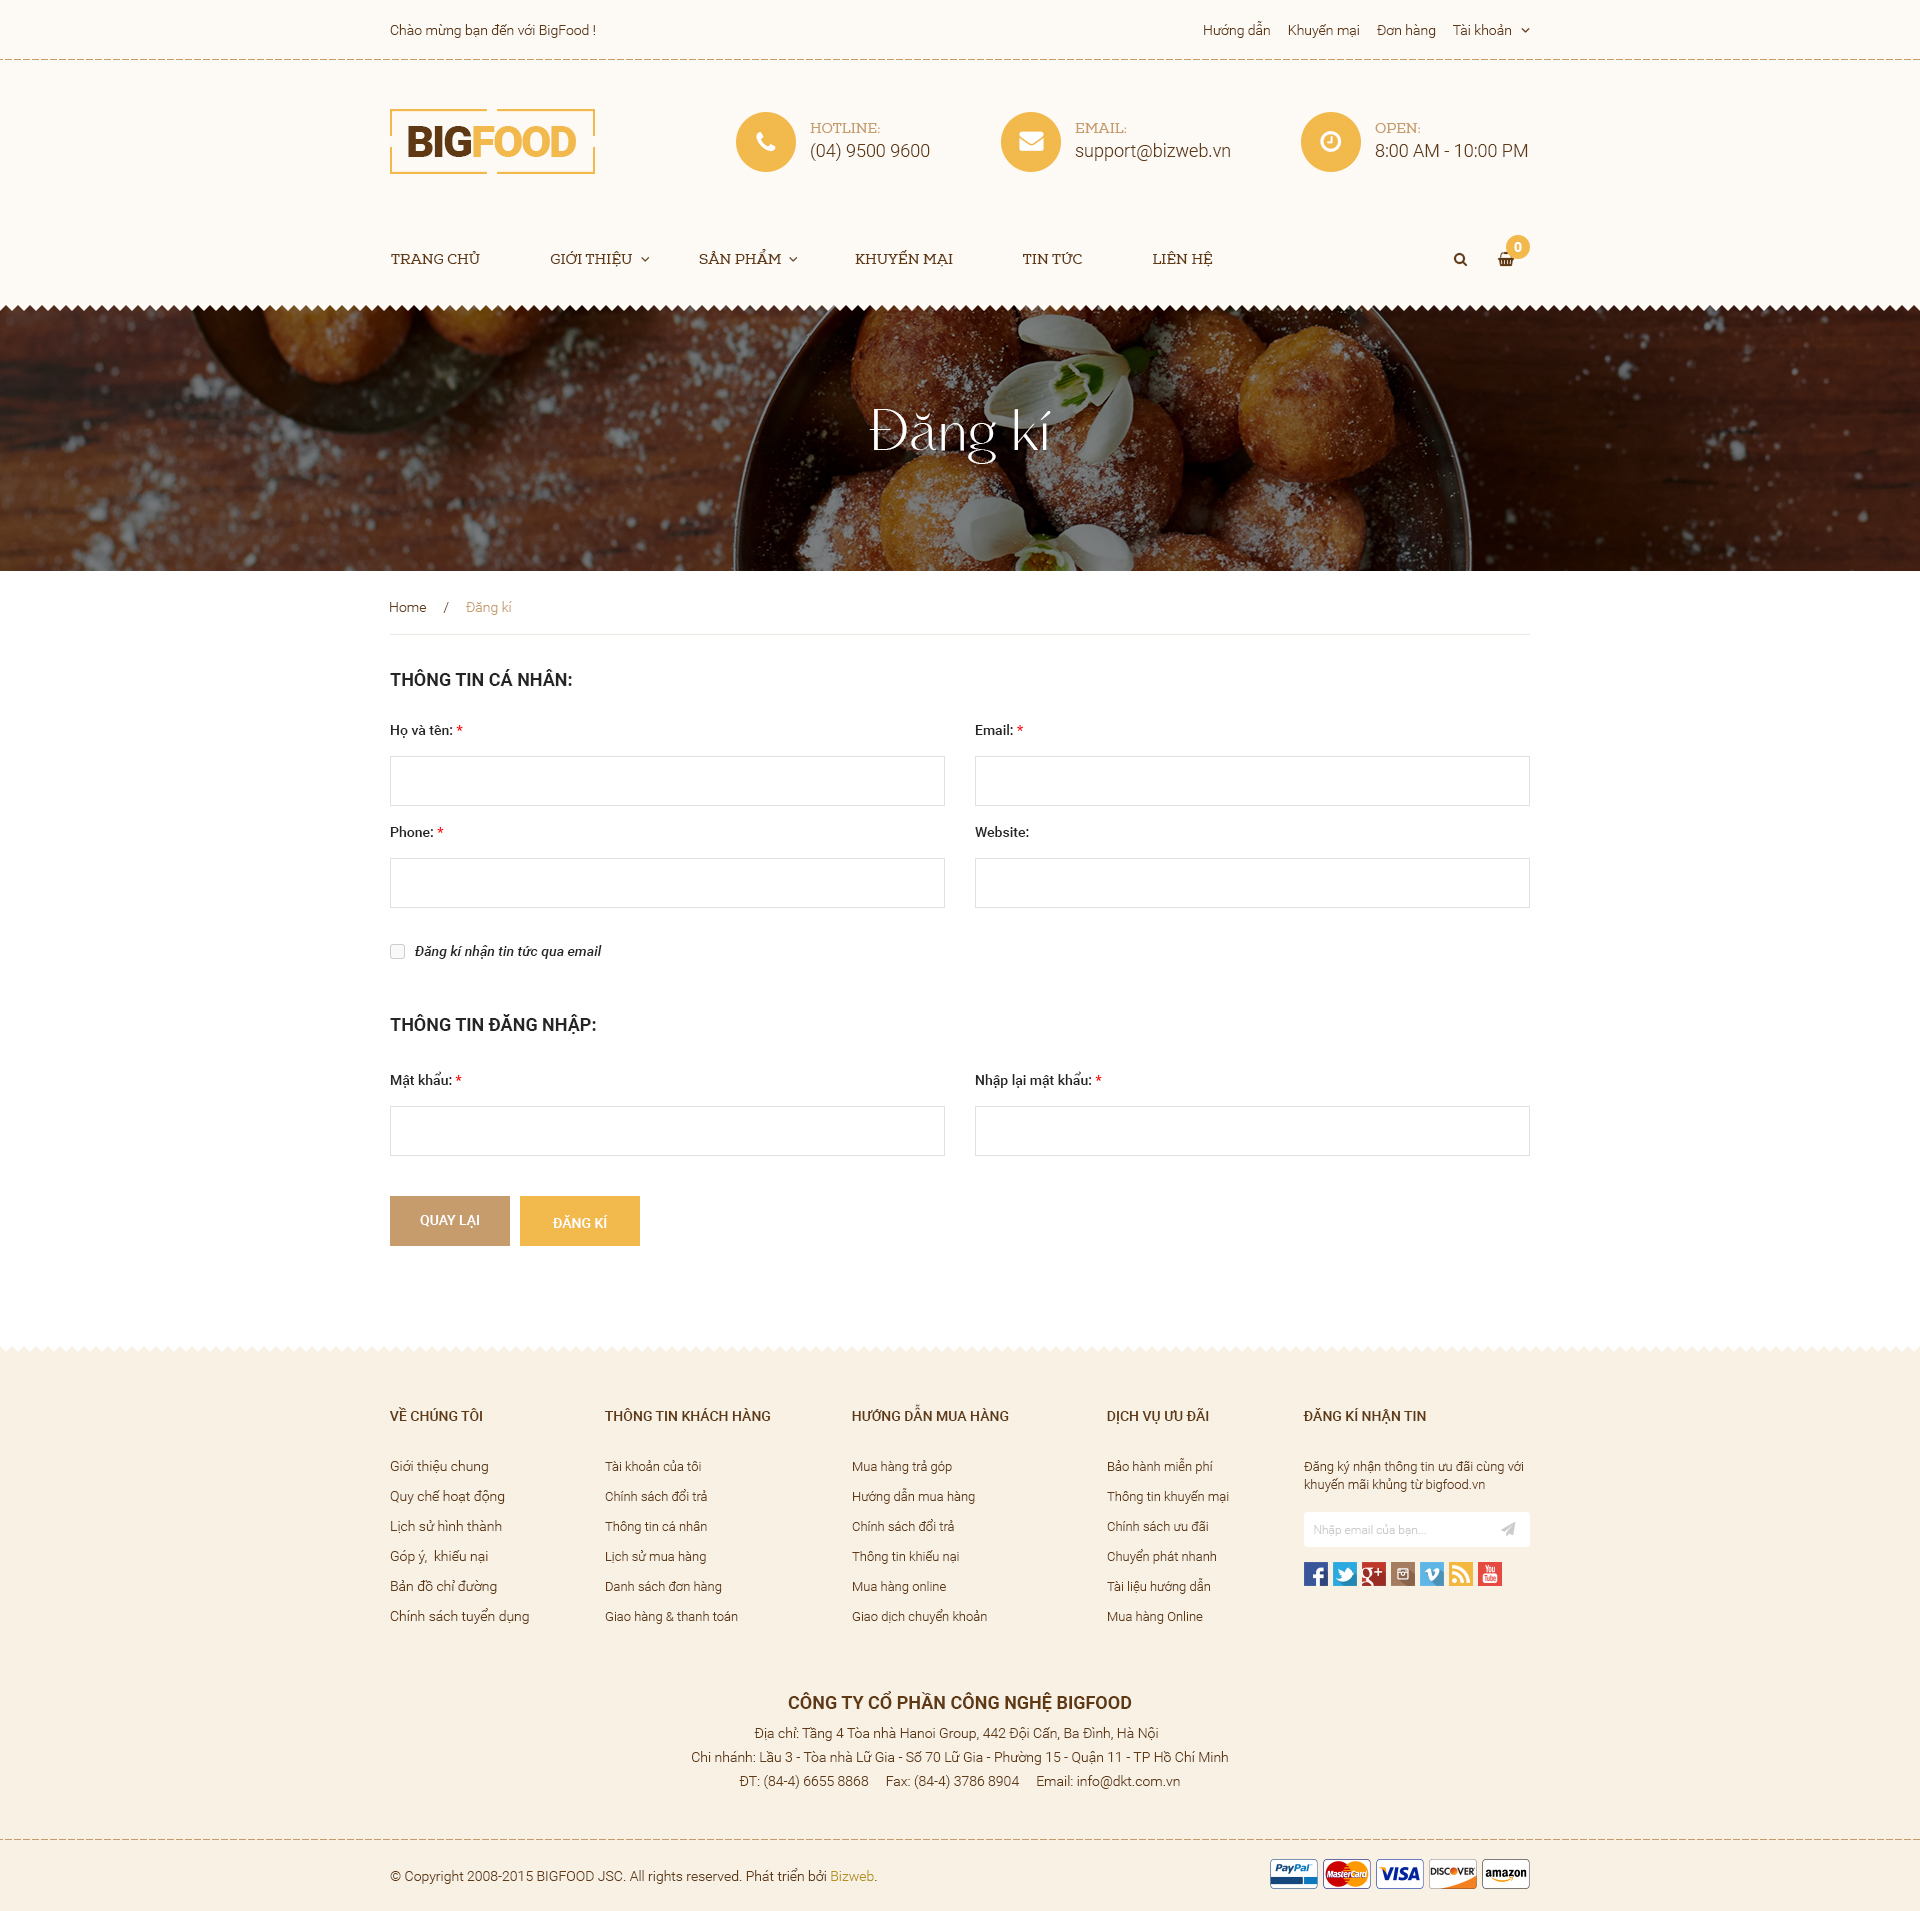 Chào mừng bạn đến với BigFood !
Hướng dẫn Khuyến mại Đơn hàng Tài khoản
BIGFOOD
HOTLINE:
(04) 9500 9600
EMAIL:
support@bizweb.vn
OPEN:
8:00 AM - 10:00 PM
TRANG CHỦ GIỚI THIỆU SẢN PHẨM KHUYẾN MẠI TIN TỨC LIÊN HỆ 0
Đăng kí
Home / Đăng kí
THÔNG TIN CÁ NHÂN:
Họ và tên: * Email: *
Phone: * Website:
Đăng kí nhận tin tức qua email
THÔNG TIN ĐĂNG NHẬP:
Mật khẩu: * Nhập lại mật khẩu: *
QUAY LẠI ĐĂNG KÍ
VỀ CHÚNG TÔI
Giới thiệu chung
Quy chế hoạt động
Lịch sử hình thành
Góp ý, khiếu nại
Bản đồ chỉ đường
Chính sách tuyển dụng
THÔNG TIN KHÁCH HÀNG
Tài khoản của tôi
Chính sách đổi trả
Thông tin cá nhân
Lịch sử mua hàng
Danh sách đơn hàng
Giao hàng & thanh toán
HƯỚNG DẪN MUA HÀNG
Mua hàng trả góp
Hướng dẫn mua hàng
Chính sách đổi trả
Thông tin khiếu nại
Mua hàng online
Giao dịch chuyển khoản
DỊCH VỤ ƯU ĐÃI
Bảo hành miễn phí
Thông tin khuyến mại
Chính sách ưu đãi
Chuyển phát nhanh
Tài liệu hướng dẫn
Mua hàng Online
ĐĂNG KÍ NHẬN TIN
Đăng ký nhận thông tin ưu đãi cùng với
khuyến mãi khủng từ bigfood.vn
Nhập email của bạn...
You
Tube
CÔNG TY CỔ PHẦN CÔNG NGHỆ BIGFOOD
Địa chỉ: Tầng 4 Tòa nhà Hanoi Group, 442 Đội Cấn, Ba Đình, Hà Nội
Chi nhánh: Lầu 3 - Tòa nhà Lữ Gia - Số 70 Lữ Gia - Phường 15 - Quận 11 - TP Hồ Chí Minh
ĐT: (84-4) 6655 8868 Fax: (84-4) 3786 8904 Email: info@dkt.com.vn
© Copyright 2008-2015 BIGFOOD JSC. All rights reserved. Phát triển bởi Bizweb.
PayPal MasterCard VISA DISCOVER amazon